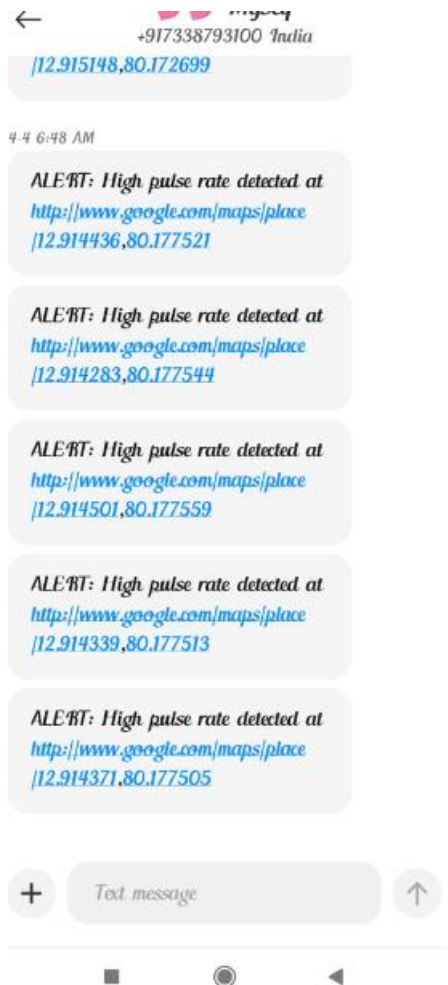 +917338793100 India
/12.915148,80.172699
4-4 6:48 AM
ALERT: High pulse rate detected at
http://www.google.com/maps/place
/12.914436,80.177521
ALERT: High pulse rate detected at
http://www.google.com/maps/place
/12.914283,80.177544
ALERT: High pulse rate detected at
http://www.google.com/maps/place
/12.914501,80.177559
ALERT: High pulse rate detected at
http://www.google.com/maps/place
/12.914339,80.177513
ALERT: High pulse rate detected at
http://www.google.com/maps/place
/12.914371,80.177505
Text message